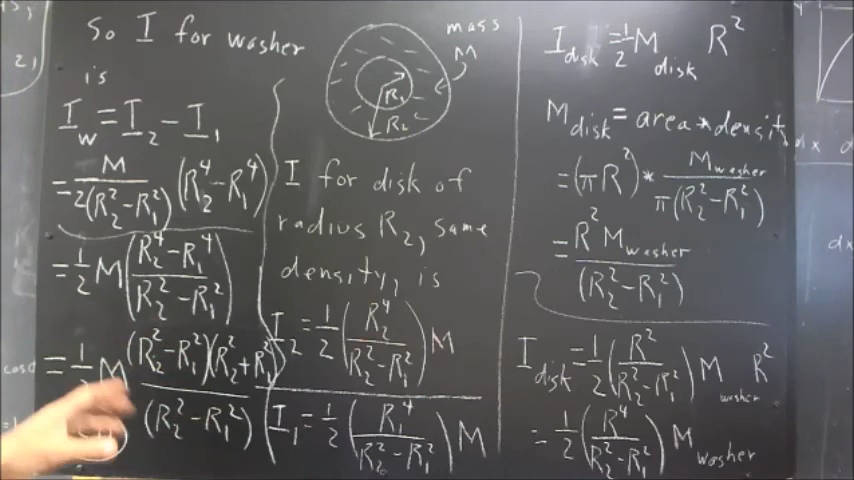 So I for washer
is
I_w = I_2 - I_1
= M/(2(R_2^2 - R_1^2)) (R_2^4 - R_1^4)
= 1/2 M ((R_2^4 - R_1^4)/(R_2^2 - R_1^2))
= 1/2 M (R_2^2 - R_1^2)(R_2^2 + R_1^2)/(R_2^2 - R_1^2)
mass
M
R_1
R_2
I for disk of
radius R_2, same
density, is
I_2 = 1/2 (R_2^4/(R_2^2 - R_1^2)) M
I_1 = 1/2 (R_1^4/(R_2^2 - R_1^2)) M
I_disk = 1/2 M_disk R^2
M_disk = area * density
= (πR^2) * M_washer/(π(R_2^2 - R_1^2))
= R^2 M_washer/(R_2^2 - R_1^2)
I_disk = 1/2 (R^2/(R_2^2 - R_1^2)) M_washer R^2
= 1/2 (R^4/(R_2^2 - R_1^2)) M_washer
dx
dx